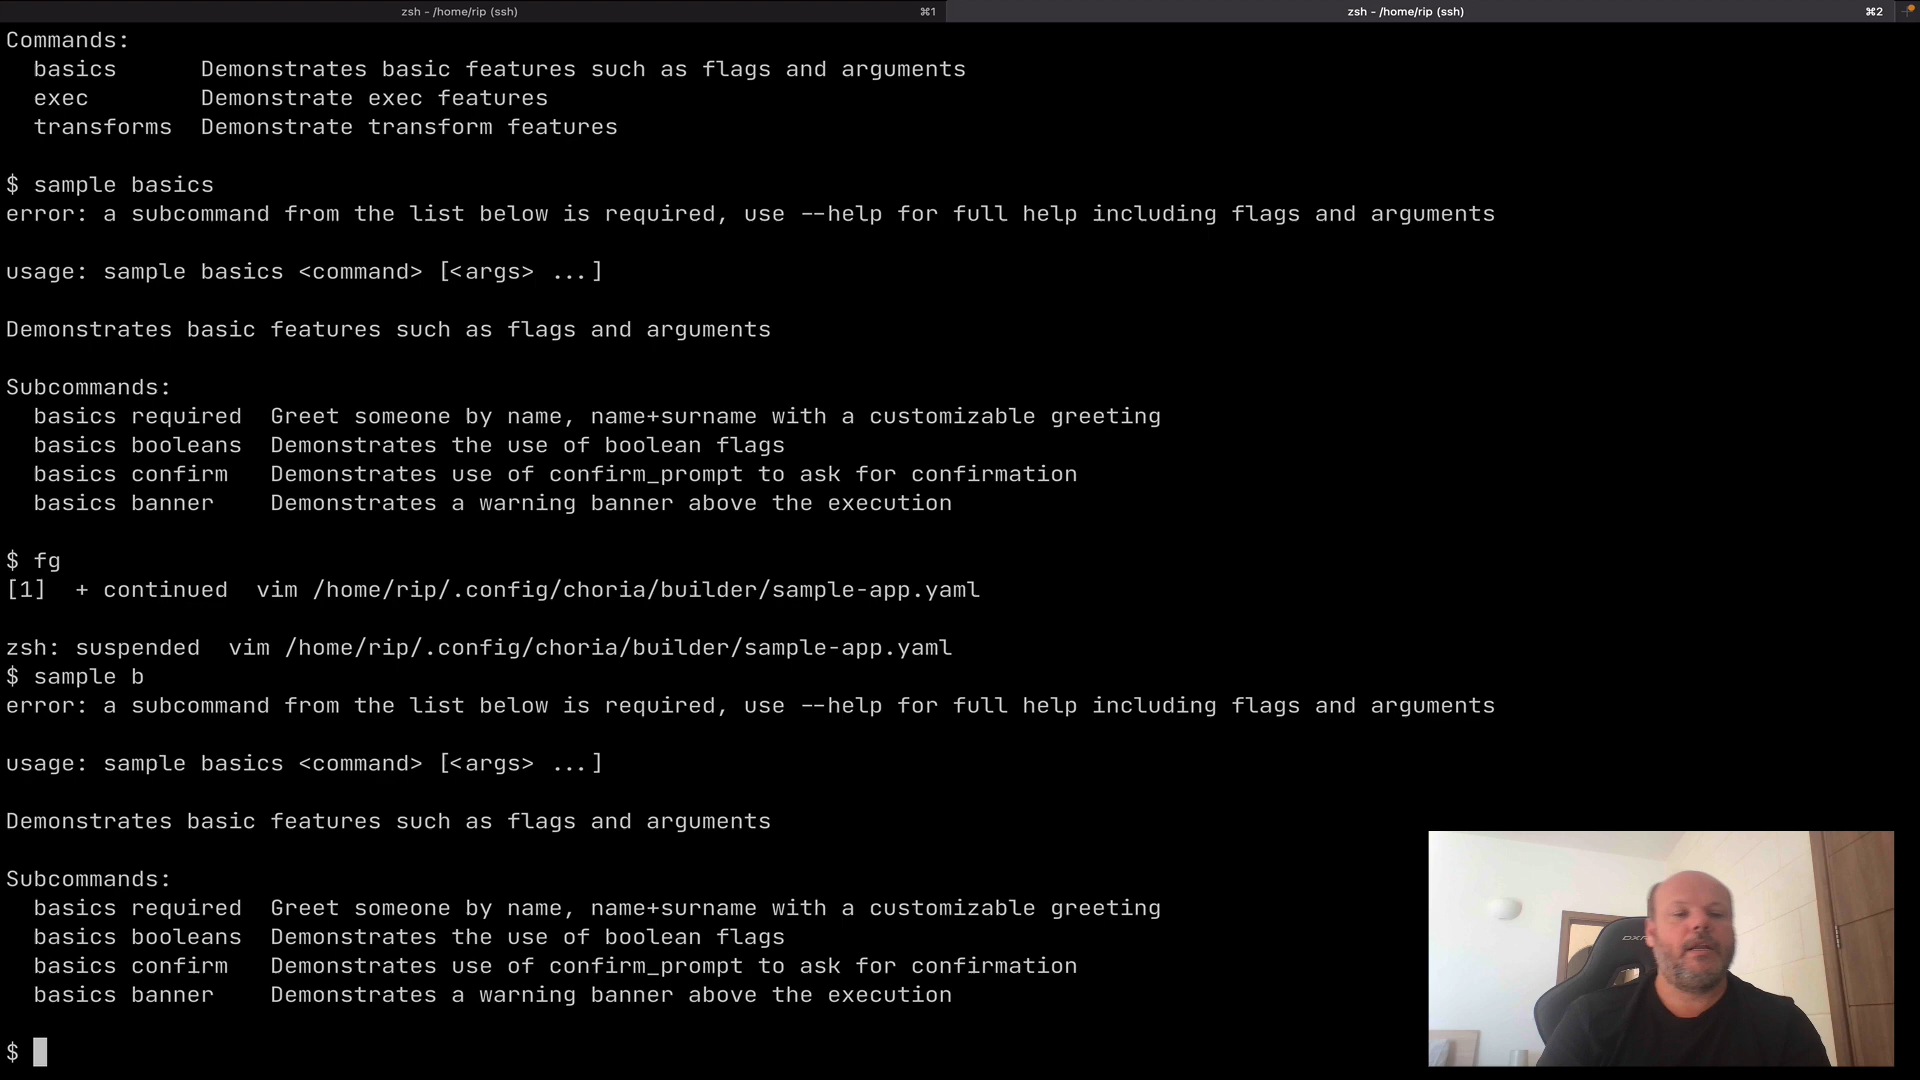 zsh - /home/rip (ssh) ⌘1 zsh - /home/rip (ssh) ⌘2
Commands:
  basics      Demonstrates basic features such as flags and arguments
  exec        Demonstrate exec features
  transforms  Demonstrate transform features
$ sample basics
error: a subcommand from the list below is required, use --help for full help including flags and arguments
usage: sample basics <command> [<args> ...]
Demonstrates basic features such as flags and arguments
Subcommands:
  basics required  Greet someone by name, name+surname with a customizable greeting
  basics booleans  Demonstrates the use of boolean flags
  basics confirm   Demonstrates use of confirm_prompt to ask for confirmation
  basics banner    Demonstrates a warning banner above the execution
$ fg
[1]  + continued  vim /home/rip/.config/choria/builder/sample-app.yaml
zsh: suspended  vim /home/rip/.config/choria/builder/sample-app.yaml
$ sample b
error: a subcommand from the list below is required, use --help for full help including flags and arguments
usage: sample basics <command> [<args> ...]
Demonstrates basic features such as flags and arguments
Subcommands:
  basics required  Greet someone by name, name+surname with a customizable greeting
  basics booleans  Demonstrates the use of boolean flags
  basics confirm   Demonstrates use of confirm_prompt to ask for confirmation
  basics banner    Demonstrates a warning banner above the execution
$